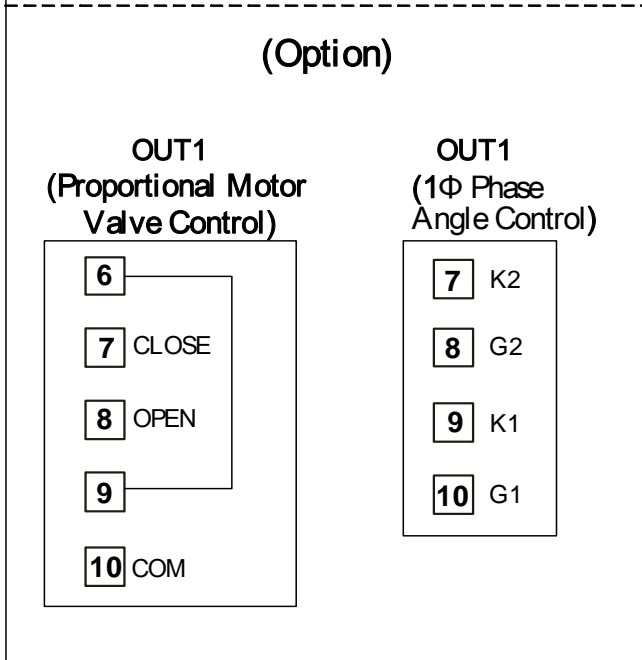 (Option)
OUT1
(Proportional Motor
Valve Control)
6
7 CLOSE
8 OPEN
9
10 COM
OUT1
(1Φ Phase
Angle Control)
7 K2
8 G2
9 K1
10 G1